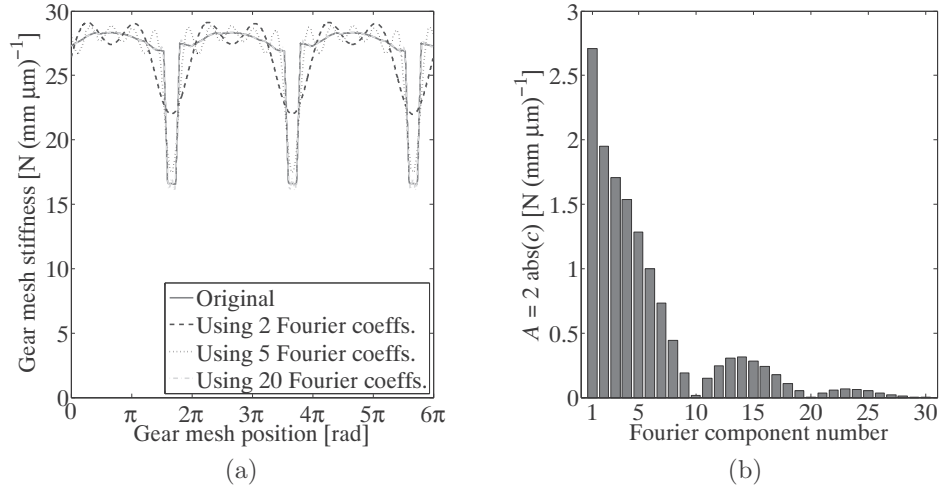 30
25
20
15
10
5
0
Gear mesh stiffness [N (mm μm)⁻¹]
Original
Using 2 Fourier coeffs.
Using 5 Fourier coeffs.
Using 20 Fourier coeffs.
0 π 2π 3π 4π 5π 6π
Gear mesh position [rad]
(a)
3
2.5
2
1.5
1
0.5
0
A = 2 abs(c) [N (mm μm)⁻¹]
1 5 10 15 20 25 30
Fourier component number
(b)